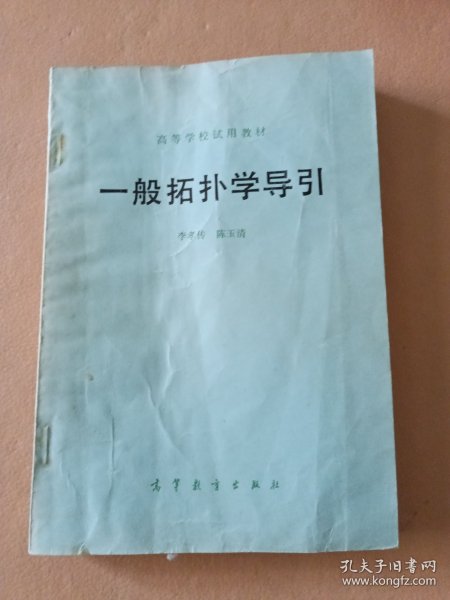 高等学校试用教材
一般拓扑学导引
李孝传 陈玉清
高等教育出版社
孔夫子旧书网
www.kongfz.com